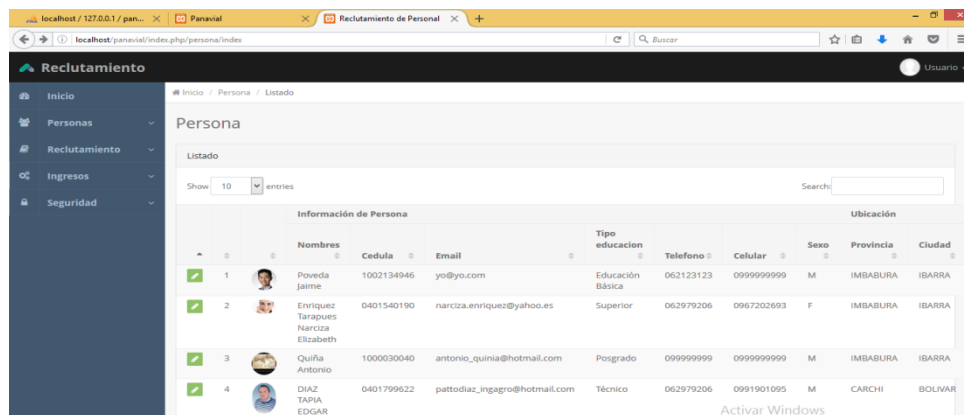 localhost / 127.0.0.1 / pan...
Panavial
Reclutamiento de Personal
localhost/panavial/index.php/persona/index
Buscar
Reclutamiento
Usuario
Inicio
Personas
Reclutamiento
Ingresos
Seguridad
Inicio / Persona / Listado
Persona
Listado
Show 10 entries
Search:
Información de Persona Ubicación
Nombres Cedula Email Tipo educacion Telefono Celular Sexo Provincia Ciudad
1 Poveda Jaime 1002134946 yo@yo.com Educación Básica 062123123 0999999999 M IMBABURA IBARRA
2 Enriquez Tarapues Narciza Elizabeth 0401540190 narciza.enriquez@yahoo.es Superior 062979206 0967202693 F IMBABURA IBARRA
3 Quiña Antonio 1000030040 antonio_quinia@hotmail.com Posgrado 099999999 0999999999 M IMBABURA IBARRA
4 DIAZ TAPIA EDGAR 0401799622 pattodiaz_ingagro@hotmail.com Técnico 062979206 0991901095 M CARCHI BOLIVAR
Activar Windows